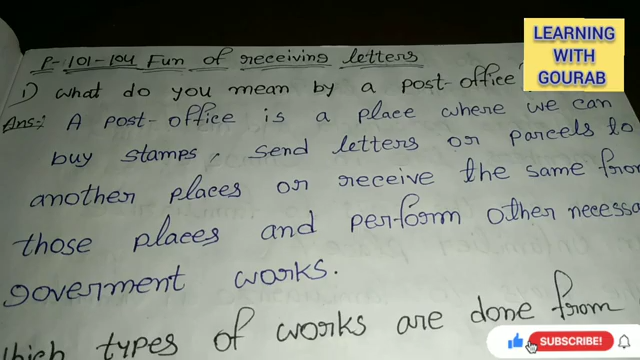 LEARNING
WITH
GOURAB
P-101-104 Fun of receiving letters
i) What do you mean by a post-office?
Ans:- A post-office is a place where we can
buy stamps, send letters or parcels to
another places or receive the same from
those places and perform other necessa
goverment works.
types of works are done from
SUBSCRIBE!